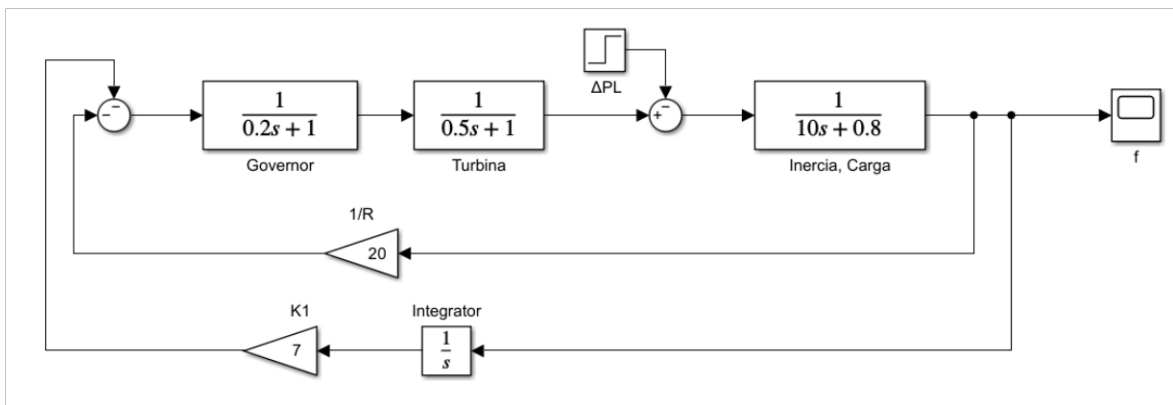 ΔPL
1
0.2s + 1
Governor
1
0.5s + 1
Turbina
1
10s + 0.8
Inercia, Carga
f
1/R
20
K1
7
Integrator
1
s